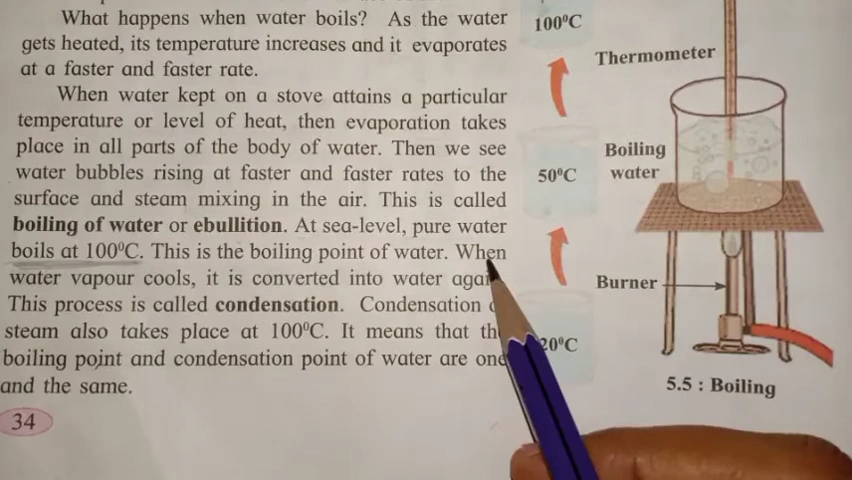 What happens when water boils? As the water
gets heated, its temperature increases and it evaporates
at a faster and faster rate.
When water kept on a stove attains a particular
temperature or level of heat, then evaporation takes
place in all parts of the body of water. Then we see
water bubbles rising at faster and faster rates to the
surface and steam mixing in the air. This is called
boiling of water or ebullition. At sea-level, pure water
boils at 100⁰C. This is the boiling point of water. When
water vapour cools, it is converted into water
This process is called condensation. Condensation
steam also takes place at 100⁰C. It means that
boiling point and condensation point of water are one
and the same.
34
100⁰C
50⁰C
20⁰C
Thermometer
Boiling
water
Burner
5.5 : Boiling